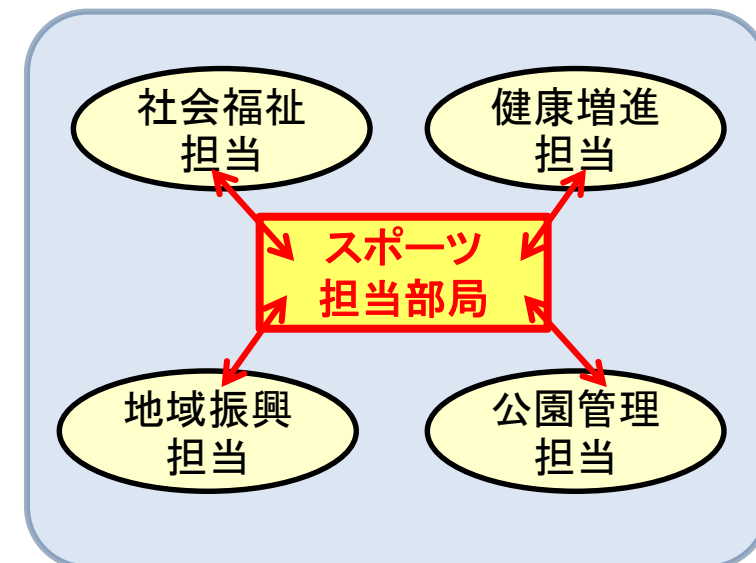 社会福祉
担当
健康増進
担当
スポーツ
担当部局
地域振興
担当
公園管理
担当